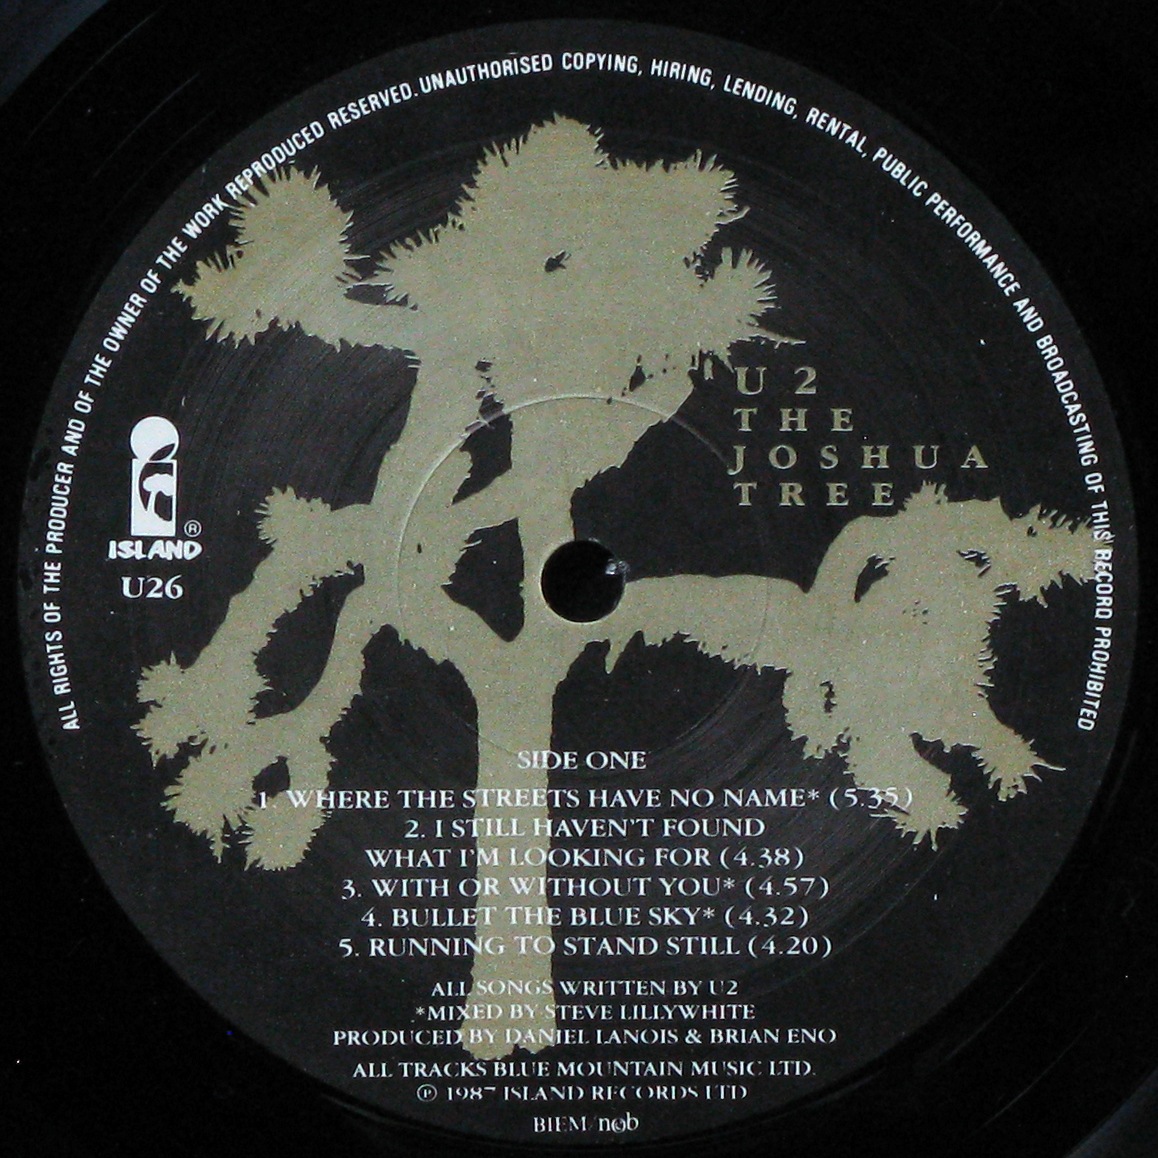 ALL RIGHTS OF THE PRODUCER AND OF THE OWNER OF THE WORK REPRODUCED RESERVED. UNAUTHORISED COPYING, HIRING, LENDING, RENTAL, PUBLIC PERFORMANCE AND BROADCASTING OF THIS RECORD PROHIBITED
U2
THE
JOSHUA
TREE
®
ISLAND
U26
SIDE ONE
1. WHERE THE STREETS HAVE NO NAME* (5.35)
2. I STILL HAVEN'T FOUND
WHAT I'M LOOKING FOR (4.38)
3. WITH OR WITHOUT YOU* (4.57)
4. BULLET THE BLUE SKY* (4.32)
5. RUNNING TO STAND STILL (4.20)
ALL SONGS WRITTEN BY U2
*MIXED BY STEVE LILLYWHITE
PRODUCED BY DANIEL LANOIS & BRIAN ENO
ALL TRACKS BLUE MOUNTAIN MUSIC LTD.
℗ 1987 ISLAND RECORDS LTD
BIEM/ncb